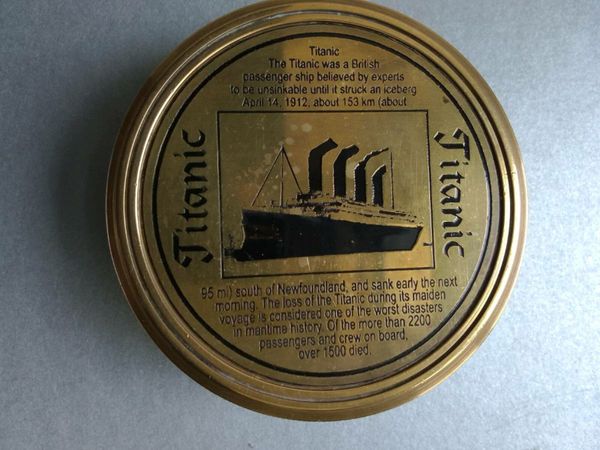 Titanic
The Titanic was a British
passenger ship believed by experts
to be unsinkable until it struck an iceberg
April 14, 1912, about 153 km (about
Titanic
Titanic
95 mi) south of Newfoundland, and sank early the next
morning. The loss of the Titanic during its maiden
voyage is considered one of the worst disasters
in maritime history. Of the more than 2200
passengers and crew on board,
over 1500 died.